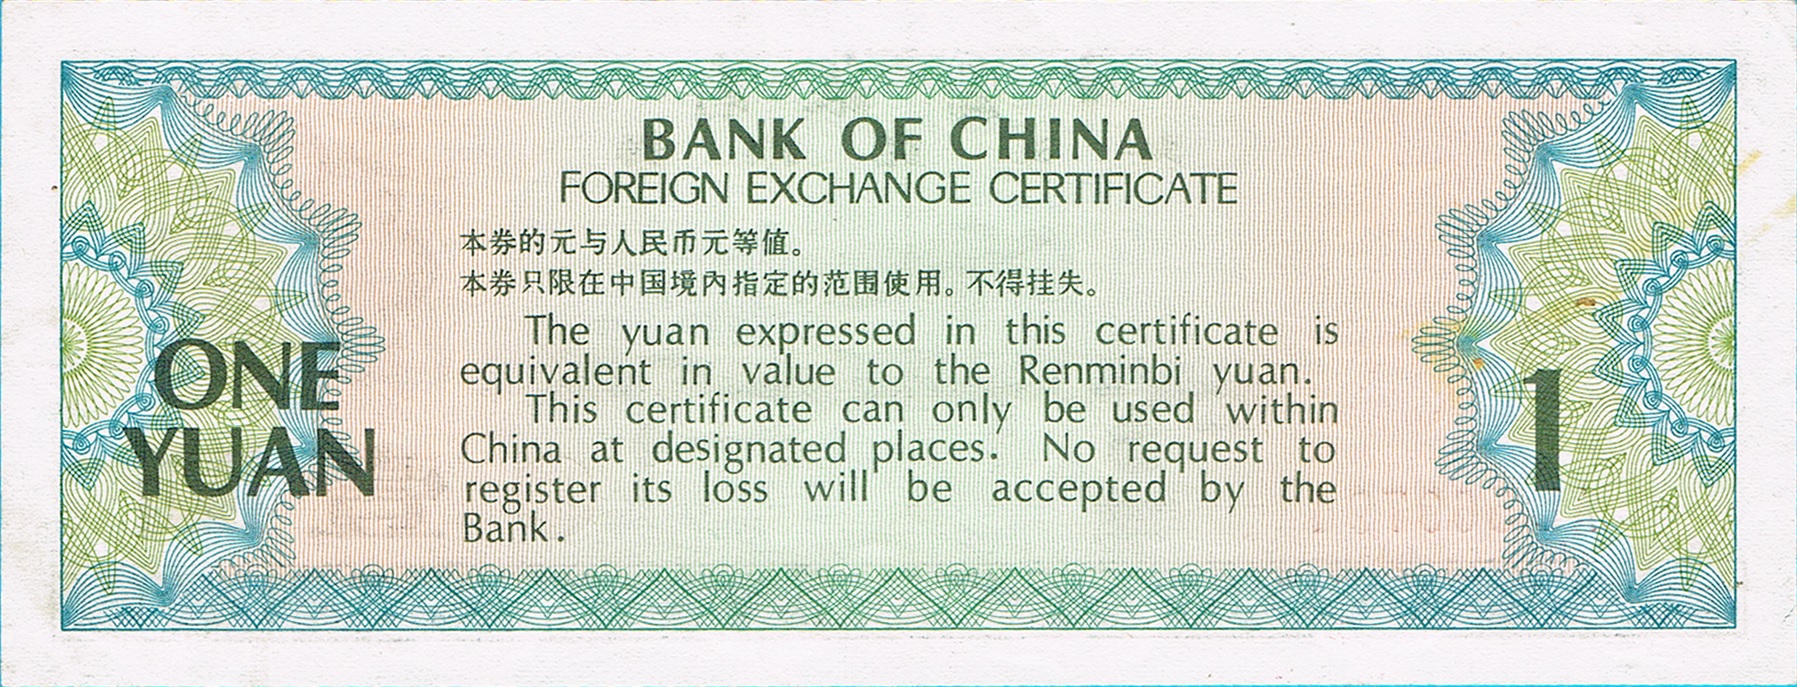 BANK OF CHINA
FOREIGN EXCHANGE CERTIFICATE
本券的元与人民币元等值。
本券只限在中国境内指定的范围使用。不得挂失。
The yuan expressed in this certificate is
equivalent in value to the Renminbi yuan.
This certificate can only be used within
China at designated places. No request to
register its loss will be accepted by the
Bank.
ONE
YUAN
1